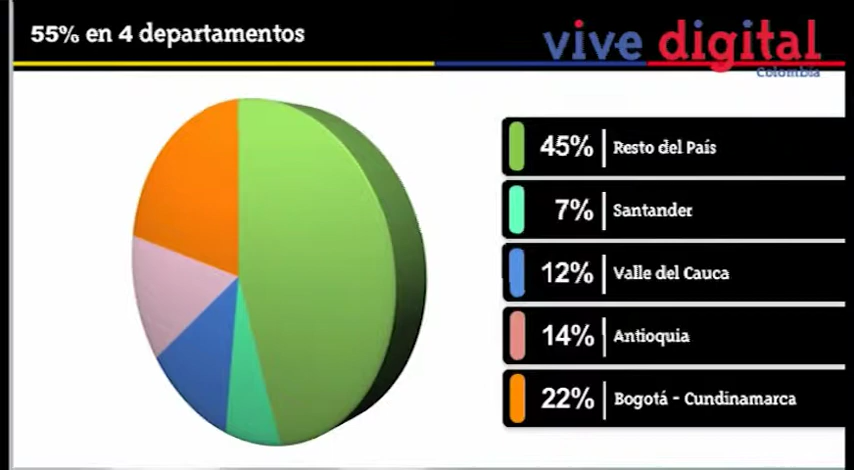 55% en 4 departamentos
vive digital
Colombia
45% Resto del País
7% Santander
12% Valle del Cauca
14% Antioquia
22% Bogotá - Cundinamarca